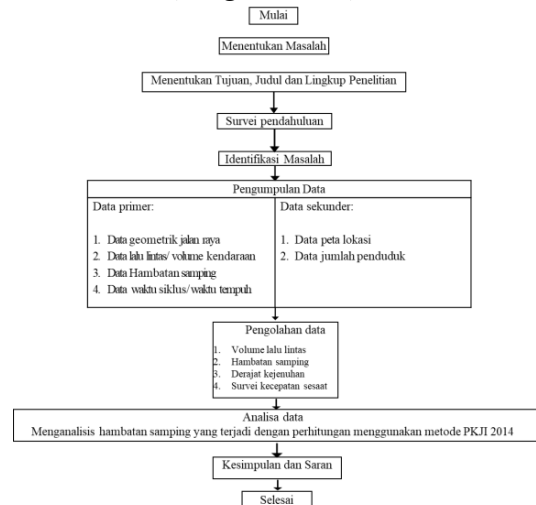 Mulai
Menentukan Masalah
Menentukan Tujuan, Judul dan Lingkup Penelitian
Survei pendahuluan
Identifikasi Masalah
Pengumpulan Data
Data primer:
1. Data geometrik jalan raya
2. Data lalu lintas/ volume kendaraan
3. Data Hambatan samping
4. Data waktu siklus/waktu tempuh
Data sekunder:
1. Data peta lokasi
2. Data jumlah penduduk
Pengolahan data
1. Volume lalu lintas
2. Hambatan samping
3. Derajat kejenuhan
4. Survei kecepatan sesaat
Analisa data
Menganalisis hambatan samping yang terjadi dengan perhitungan menggunakan metode PKJI 2014
Kesimpulan dan Saran
Selesai